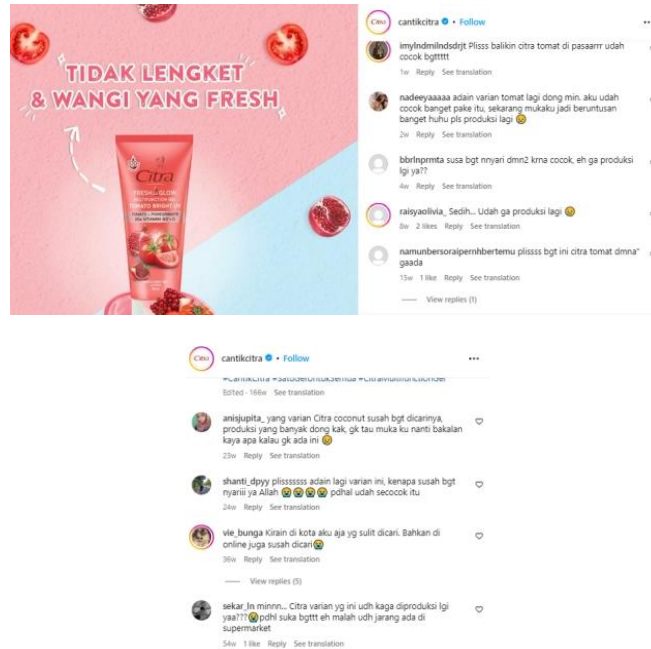 TIDAK LENGKET
& WANGI YANG FRESH
Citra
FRESH GLOW
MULTIFUNCTION GEL
TOMATO BRIGHT UV
Citra
cantikcitra • Follow
imylndmilndsdrjt Plisss balikin citra tomat di pasaarrr udah
cocok bgttttt
1w Reply See translation
nadeeyaaaaa adain varian tomat lagi dong min. aku udah
cocok banget pake itu, sekarang mukaku jadi beruntusan
banget huhu pls produksi lagi 😢
2w Reply See translation
bbrlnprmta susa bgt nnyari dmn2 krna cocok, eh ga produksi
lgi ya??
4w Reply See translation
raisyaolivia_ Sedih... Udah ga produksi lagi 😢
8w 2 likes Reply See translation
namunbersoraipernhbertemu plissss bgt ini citra tomat dmna"
gaada
15w 1 like Reply See translation
View replies (1)
Citra
cantikcitra • Follow
#CantikCitra #SatuGelUntukSemua #CitraMultifunctionGel
Edited · 166w See translation
anisjupita_ yang varian Citra coconut susah bgt dicarinya,
produksi yang banyak dong kak, gk tau muka ku nanti bakalan
kaya apa kalau gk ada ini 😢
23w Reply See translation
shanti_dpyy plisssssss adain lagi varian ini, kenapa susah bgt
nyariii ya Allah 😭😭😭😭 pdhal udah secocok itu
24w Reply See translation
vie_bunga Kirain di kota aku aja yg sulit dicari. Bahkan di
online juga susah dicari😭
36w Reply See translation
View replies (5)
sekar_ln minnn... Citra varian yg ini udh kaga diproduksi lgi
yaa???😭pdhl suka bgttt eh malah udh jarang ada di
supermarket
54w 1 like Reply See translation